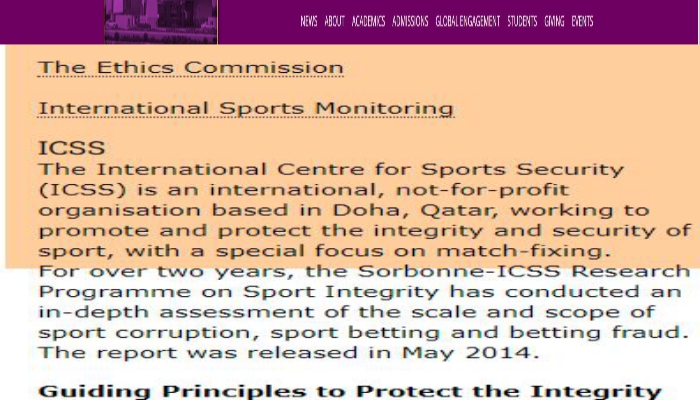 NEWS ABOUT ACADEMICS ADMISSIONS GLOBAL ENGAGEMENT STUDENTS GIVING EVENTS
The Ethics Commission
International Sports Monitoring
ICSS
The International Centre for Sports Security
(ICSS) is an international, not-for-profit
organisation based in Doha, Qatar, working to
promote and protect the integrity and security of
sport, with a special focus on match-fixing.
For over two years, the Sorbonne-ICSS Research
Programme on Sport Integrity has conducted an
in-depth assessment of the scale and scope of
sport corruption, sport betting and betting fraud.
The report was released in May 2014.
Guiding Principles to Protect the Integrity